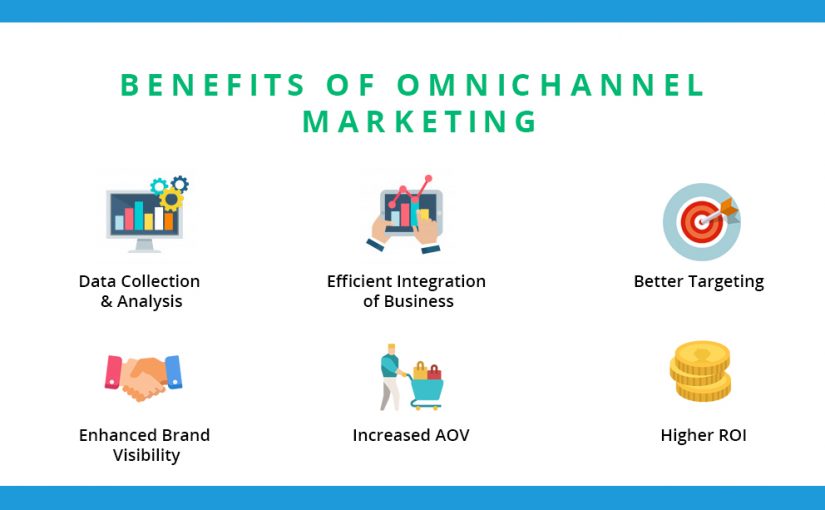 BENEFITS OF OMNICHANNEL
MARKETING
Data Collection
& Analysis
Efficient Integration
of Business
Better Targeting
Enhanced Brand
Visibility
Increased AOV
Higher ROI